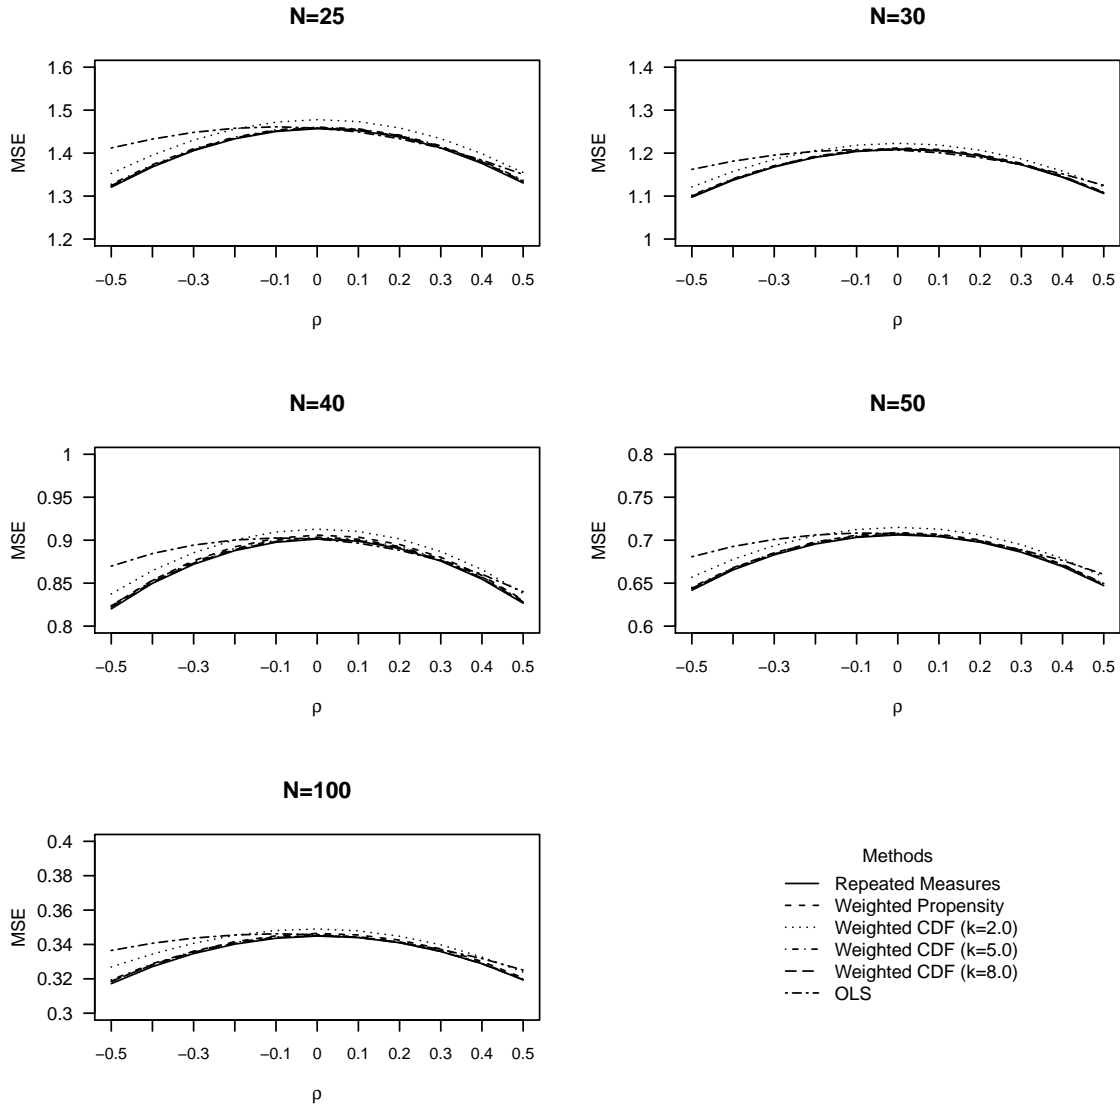 N=25
1.6
1.5
1.4
1.3
1.2
MSE
−0.5 −0.3 −0.1 0 0.1 0.2 0.3 0.4 0.5
ρ
N=30
1.4
1.3
1.2
1.1
1
MSE
−0.5 −0.3 −0.1 0 0.1 0.2 0.3 0.4 0.5
ρ
N=40
1
0.95
0.9
0.85
0.8
MSE
−0.5 −0.3 −0.1 0 0.1 0.2 0.3 0.4 0.5
ρ
N=50
0.8
0.75
0.7
0.65
0.6
MSE
−0.5 −0.3 −0.1 0 0.1 0.2 0.3 0.4 0.5
ρ
N=100
0.4
0.38
0.36
0.34
0.32
0.3
MSE
−0.5 −0.3 −0.1 0 0.1 0.2 0.3 0.4 0.5
ρ
Methods
Repeated Measures
Weighted Propensity
Weighted CDF (k=2.0)
Weighted CDF (k=5.0)
Weighted CDF (k=8.0)
OLS